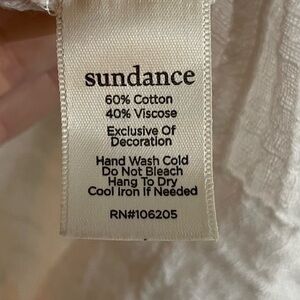 sundance
60% Cotton
40% Viscose
Exclusive Of
Decoration
Hand Wash Cold
Do Not Bleach
Hang To Dry
Cool Iron If Needed
RN#106205